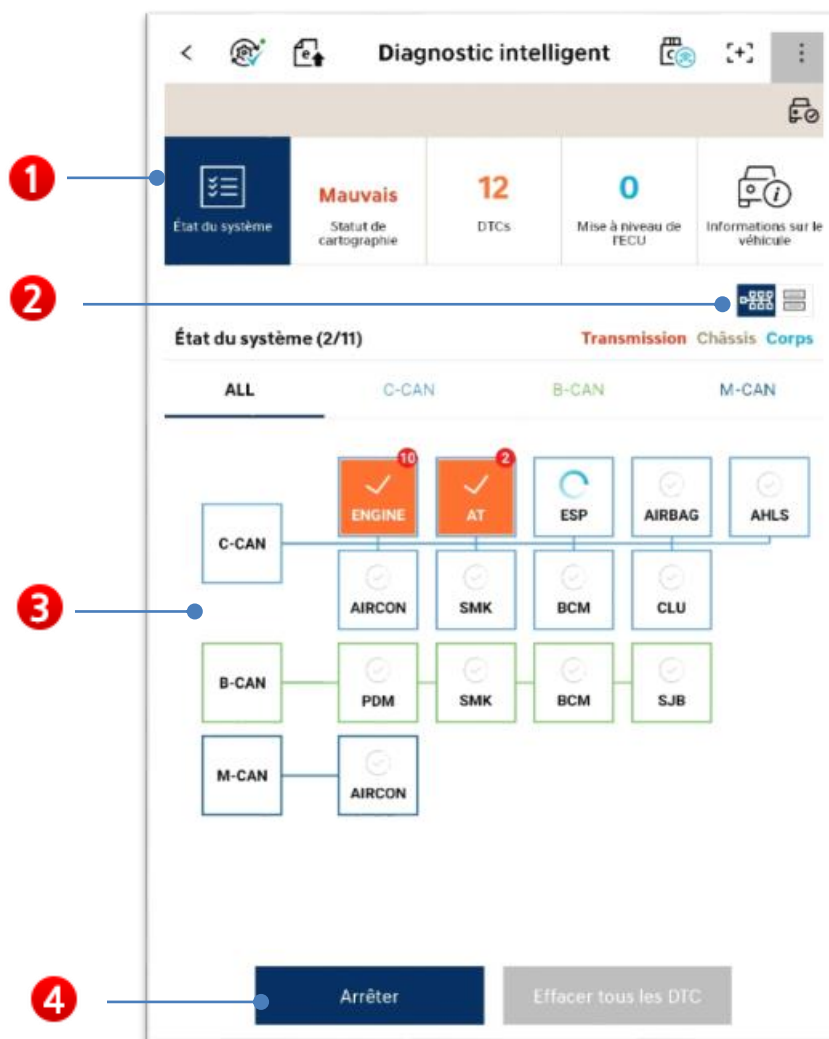 Diagnostic intelligent
1
État du système
Mauvais
Statut de
cartographie
12
DTCs
0
Mise à niveau de
l'ECU
Informations sur le
véhicule
2
État du système (2/11)
Transmission Châssis Corps
ALL C-CAN B-CAN M-CAN
10 2
ENGINE AT ESP AIRBAG AHLS
C-CAN
3
AIRCON SMK BCM CLU
B-CAN
PDM SMK BCM SJB
M-CAN
AIRCON
4
Arrêter Effacer tous les DTC